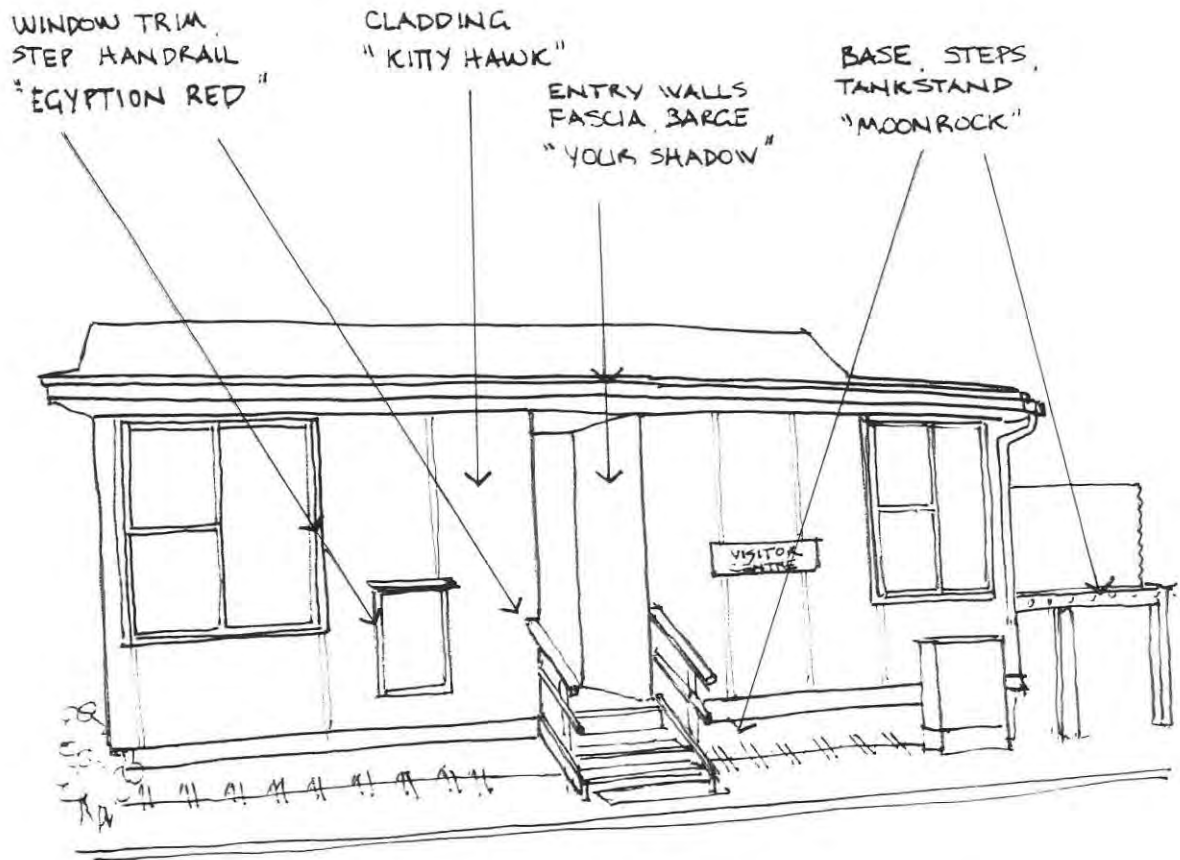 WINDOW TRIM,
STEP HANDRAIL
"EGYPTION RED"
CLADDING
"KITTY HAWK"
ENTRY WALLS
FASCIA, BARGE
"YOUR SHADOW"
BASE, STEPS,
TANKSTAND
"MOONROCK"
VISITOR
CENTRE